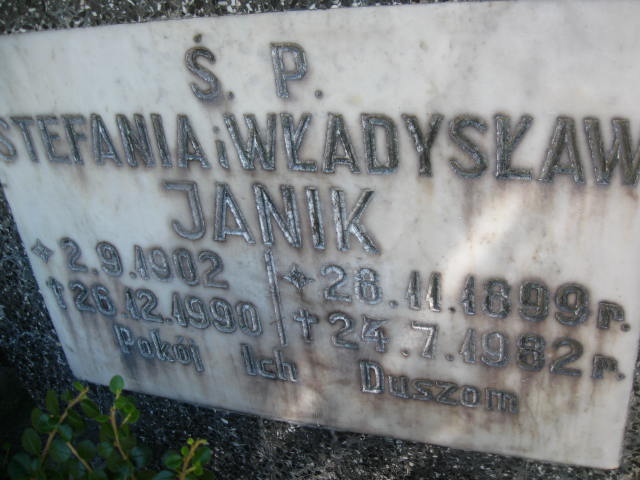 Ś. P.
STEFANIA i WŁADYSŁAW
JANIK
2.9.1902 28.11.1899 r.
† 26.12.1990 † 24.7.1982 r.
Pokój Ich Duszom